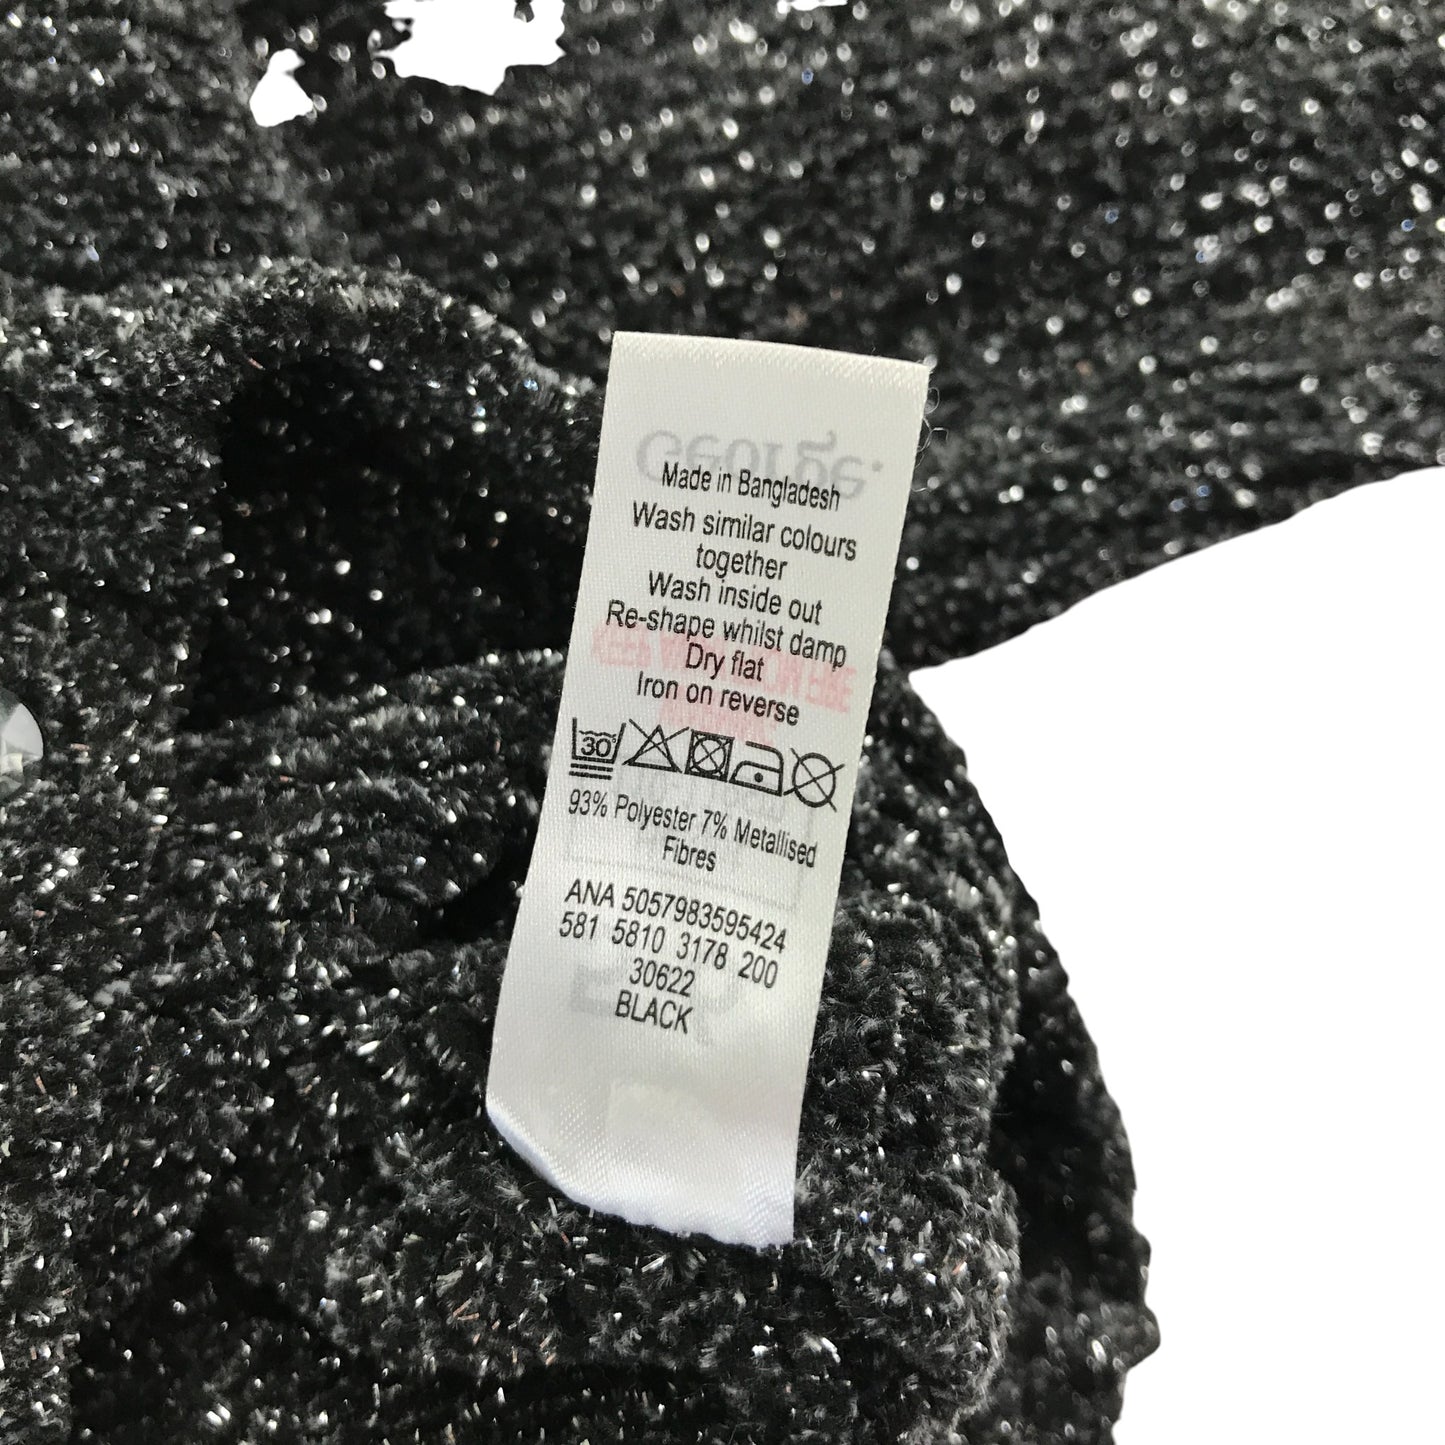 George.
Made in Bangladesh
Wash similar colours
together
Wash inside out
Re-shape whilst damp
Dry flat
Iron on reverse
30°
93% Polyester 7% Metallised
Fibres
ANA 5057983595424
581 5810 3178 200
30622
BLACK